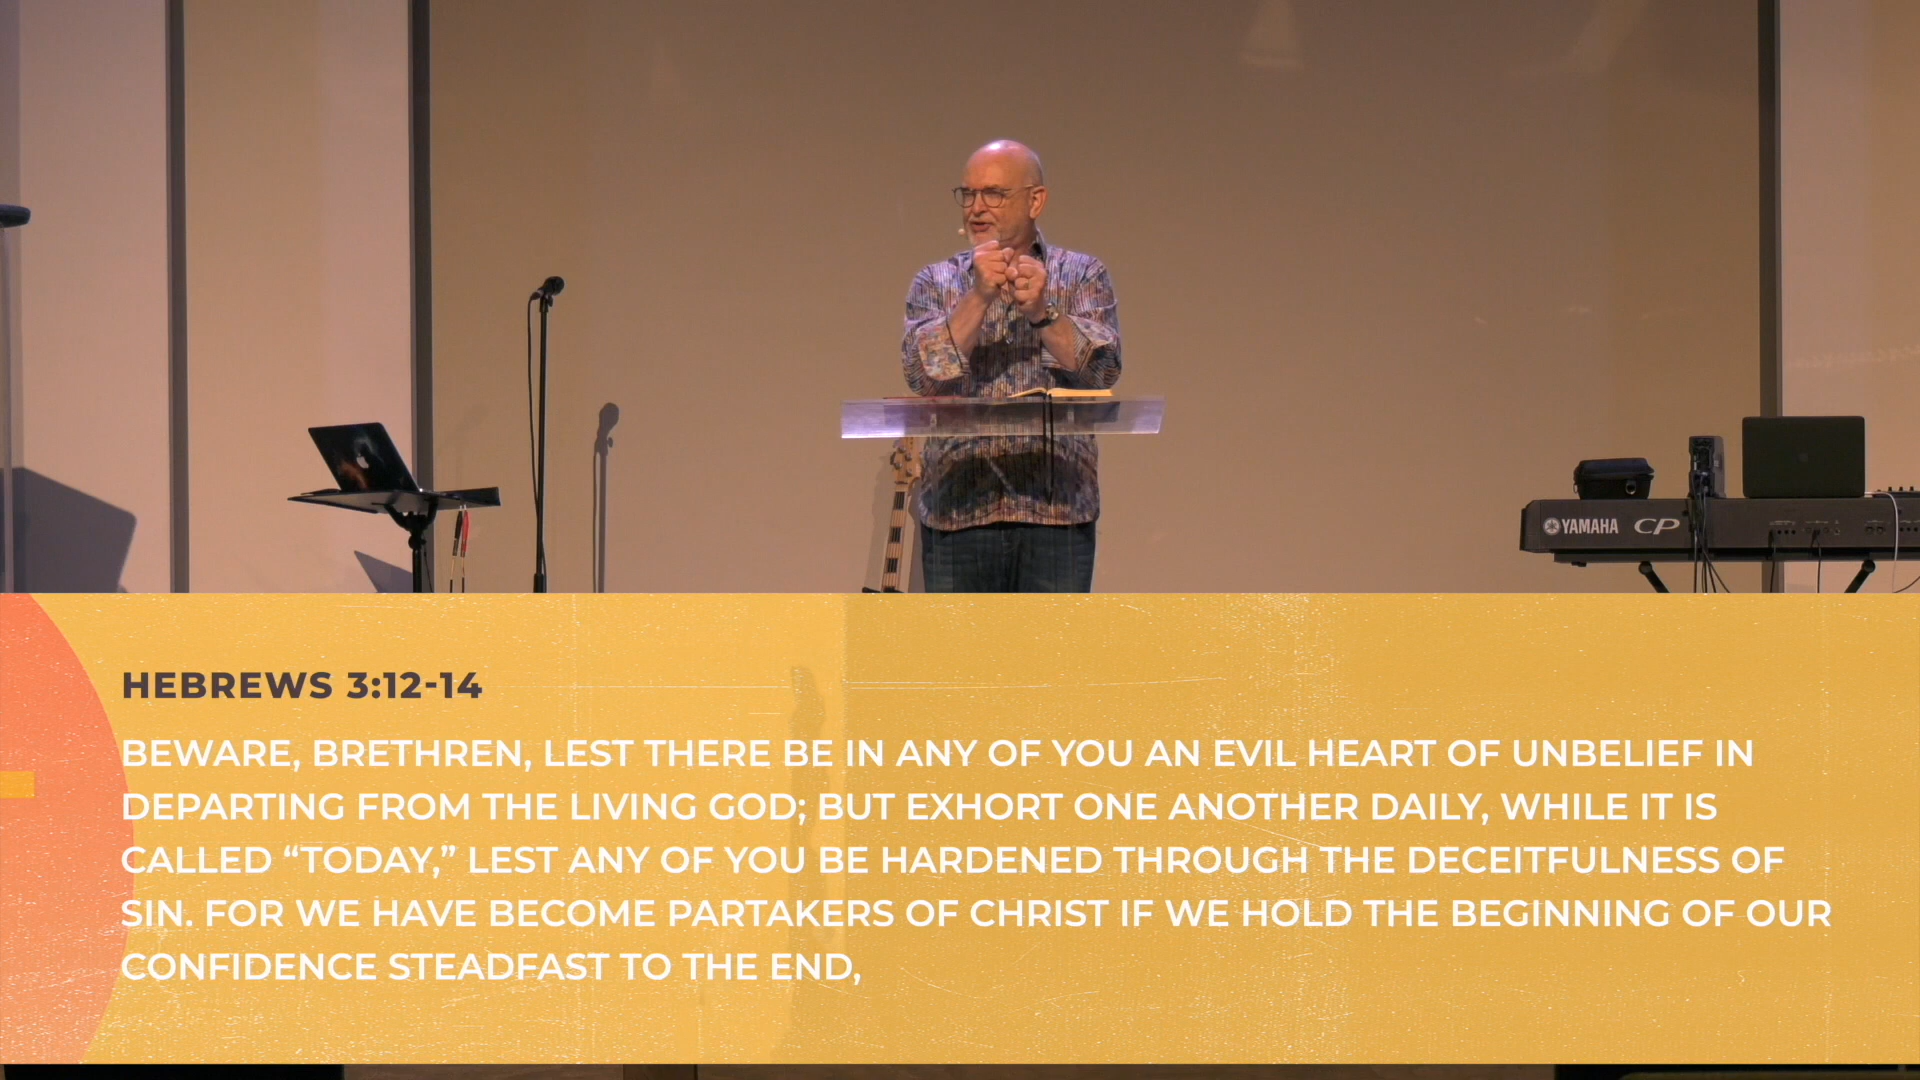 YAMAHA CP
HEBREWS 3:12-14
BEWARE, BRETHREN, LEST THERE BE IN ANY OF YOU AN EVIL HEART OF UNBELIEF IN
DEPARTING FROM THE LIVING GOD; BUT EXHORT ONE ANOTHER DAILY, WHILE IT IS
CALLED “TODAY,” LEST ANY OF YOU BE HARDENED THROUGH THE DECEITFULNESS OF
SIN. FOR WE HAVE BECOME PARTAKERS OF CHRIST IF WE HOLD THE BEGINNING OF OUR
CONFIDENCE STEADFAST TO THE END,